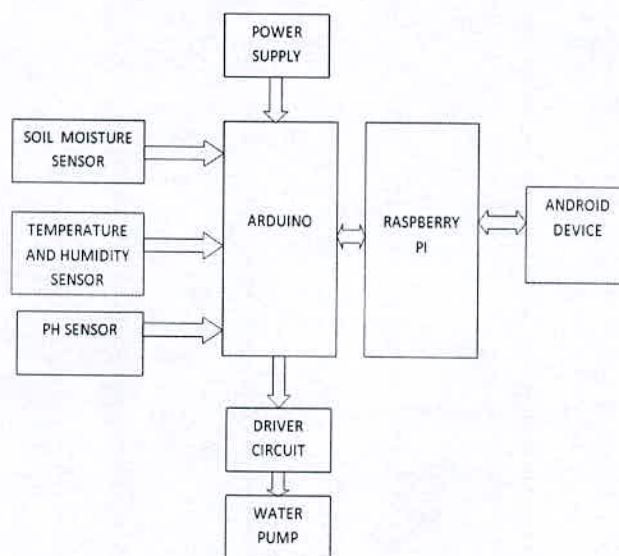 POWER
SUPPLY
SOIL MOISTURE
SENSOR
TEMPERATURE
AND HUMIDITY
SENSOR
PH SENSOR
ARDUINO
RASPBERRY
PI
ANDROID
DEVICE
DRIVER
CIRCUIT
WATER
PUMP